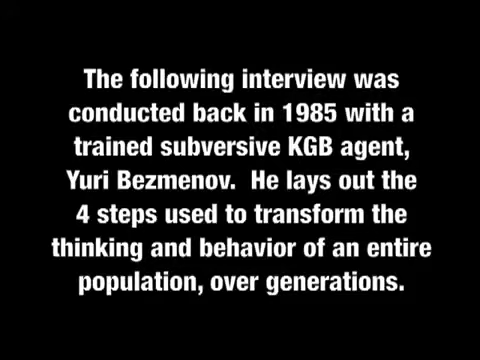 The following interview was
conducted back in 1985 with a
trained subversive KGB agent,
Yuri Bezmenov.  He lays out the
4 steps used to transform the
thinking and behavior of an entire
population, over generations.